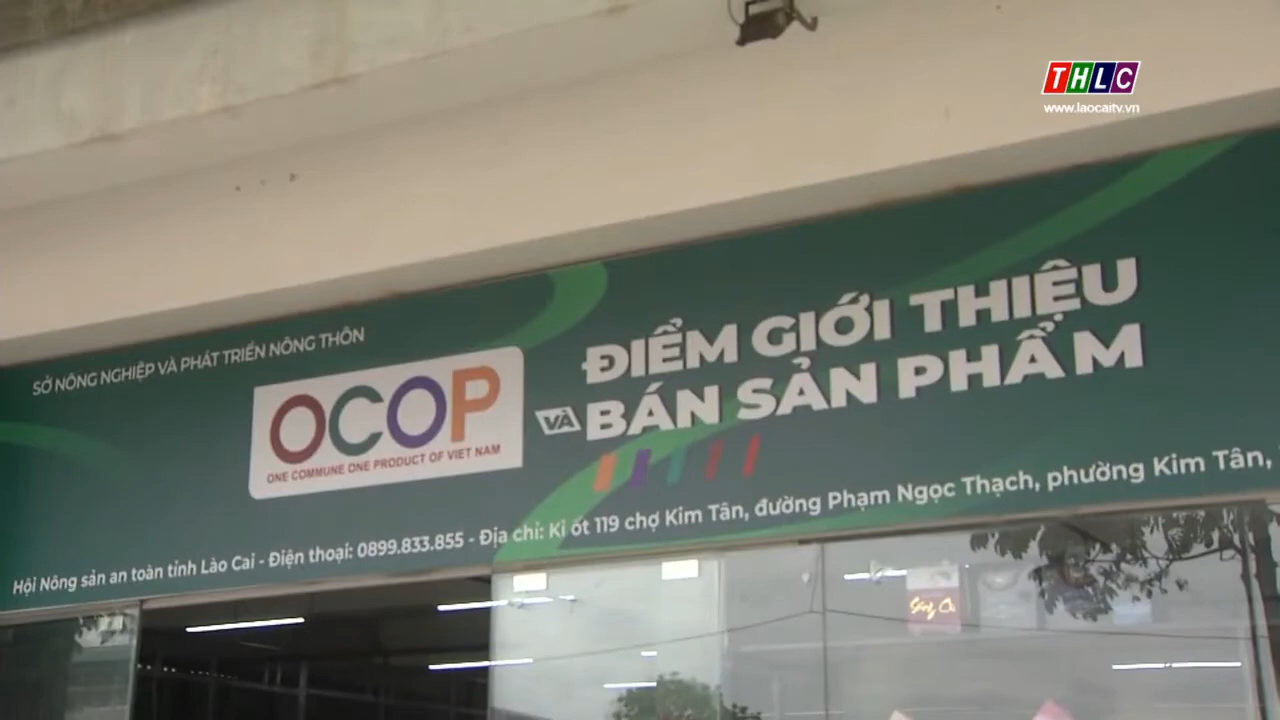 THLC
www.laocaitv.vn
SỞ NÔNG NGHIỆP VÀ PHÁT TRIỂN NÔNG THÔN
OCOP
ONE COMMUNE ONE PRODUCT OF VIET NAM
ĐIỂM GIỚI THIỆU
VÀ BÁN SẢN PHẨM
Hội Nông sản an toàn tỉnh Lào Cai - Điện thoại: 0899.833.855 - Địa chỉ: Ki ốt 119 chợ Kim Tân, đường Phạm Ngọc Thạch, phường Kim Tân,